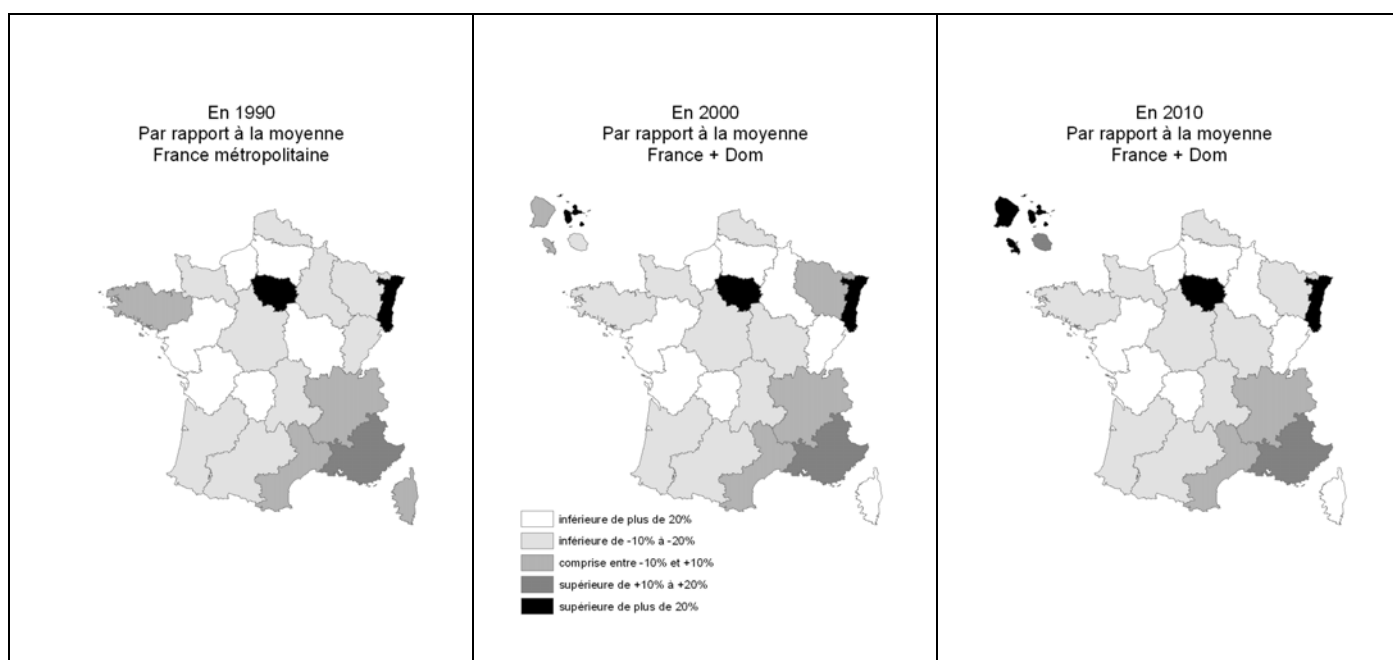 En 1990
Par rapport à la moyenne
France métropolitaine
En 2000
Par rapport à la moyenne
France + Dom
inférieure de plus de 20%
inférieure de -10% à -20%
comprise entre -10% et +10%
supérieure de +10% à +20%
supérieure de plus de 20%
En 2010
Par rapport à la moyenne
France + Dom